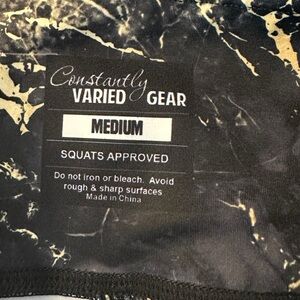 Constantly
VARIED GEAR
MEDIUM
SQUATS APPROVED
Do not iron or bleach. Avoid
rough & sharp surfaces
Made in China